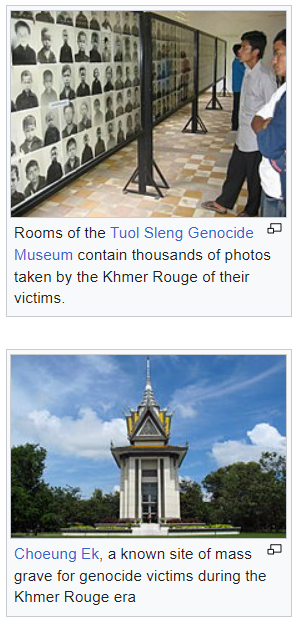 Rooms of the Tuol Sleng Genocide
Museum contain thousands of photos
taken by the Khmer Rouge of their
victims.
Choeung Ek, a known site of mass
grave for genocide victims during the
Khmer Rouge era